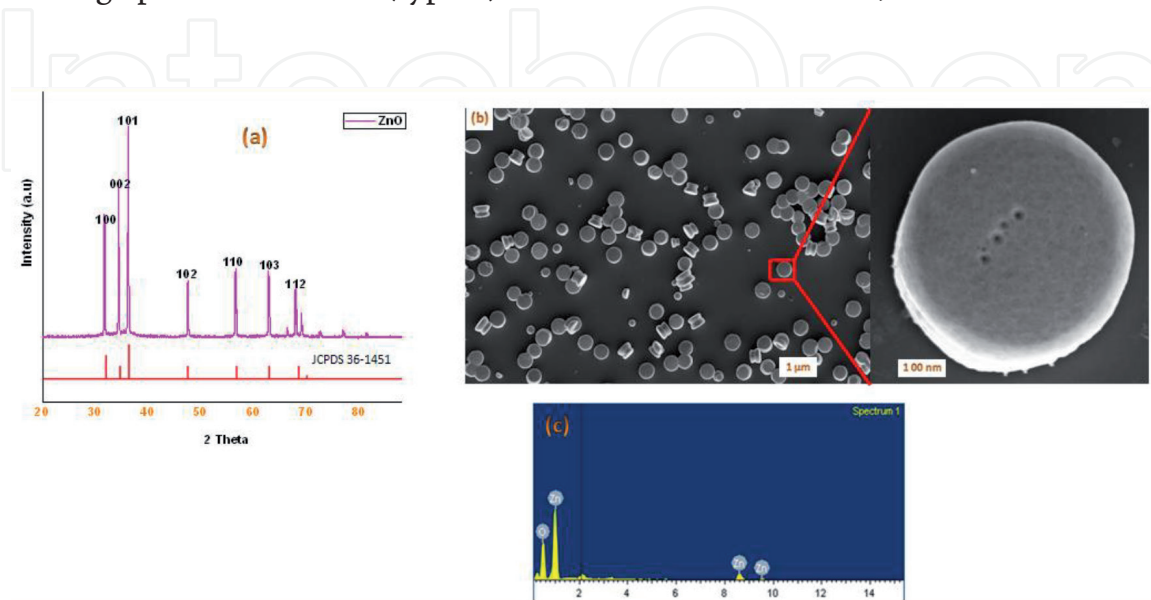 IntechOpen
101
(a)
ZnO
002
100
102
110
103
112
Intensity (a.u)
JCPDS 36-1451
20 30 40 50 60 70 80
2 Theta
(b)
1 µm
100 nm
(c)
Spectrum 1
Zn
O
Zn
Zn
2 4 6 8 10 12 14